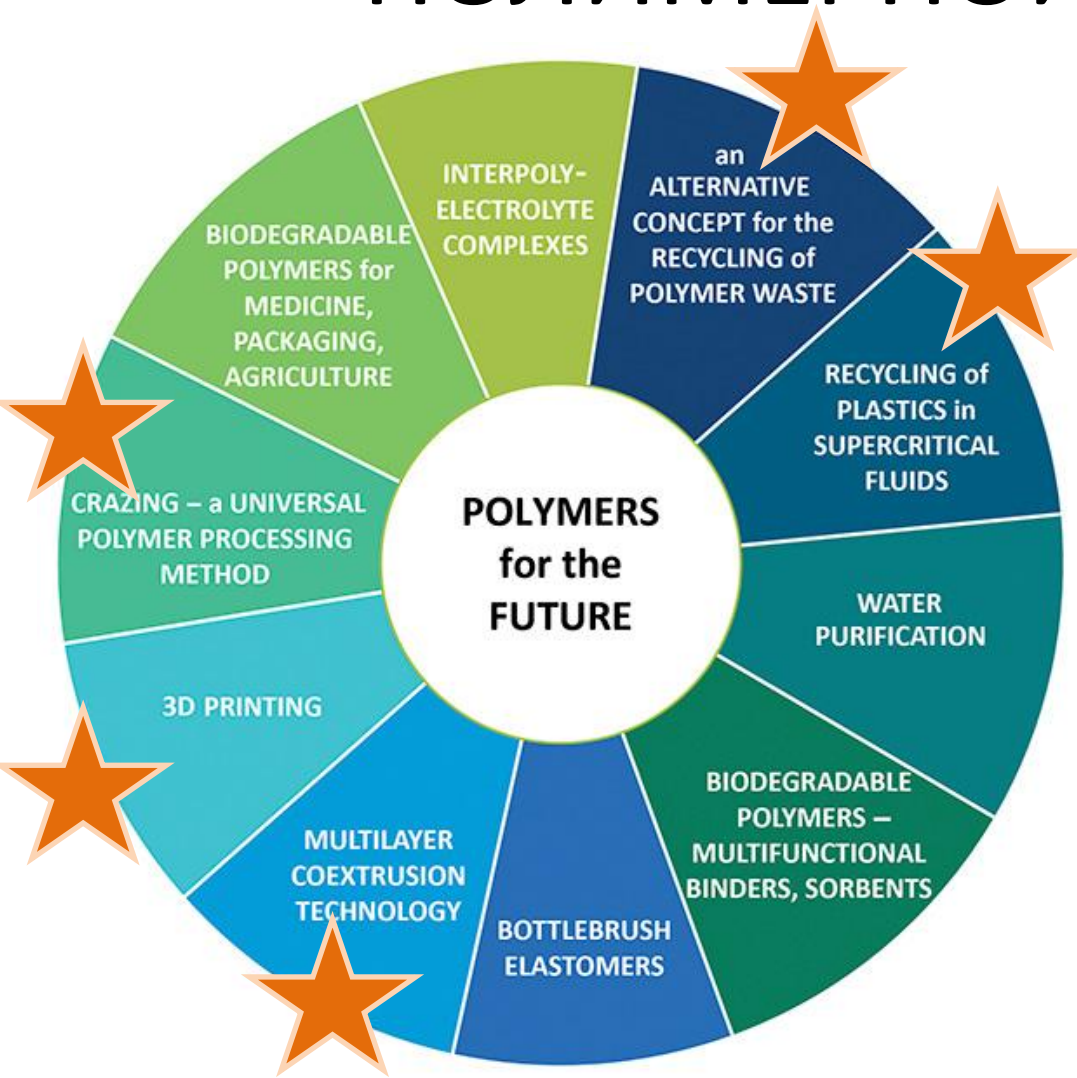 POLYMERS
for the
FUTURE
INTERPOLY-
ELECTROLYTE
COMPLEXES
an
ALTERNATIVE
CONCEPT for the
RECYCLING of
POLYMER WASTE
RECYCLING of
PLASTICS in
SUPERCRITICAL
FLUIDS
WATER
PURIFICATION
BIODEGRADABLE
POLYMERS –
MULTIFUNCTIONAL
BINDERS, SORBENTS
BOTTLEBRUSH
ELASTOMERS
MULTILAYER
COEXTRUSION
TECHNOLOGY
3D PRINTING
CRAZING – a UNIVERSAL
POLYMER PROCESSING
METHOD
BIODEGRADABLE
POLYMERS for
MEDICINE,
PACKAGING,
AGRICULTURE